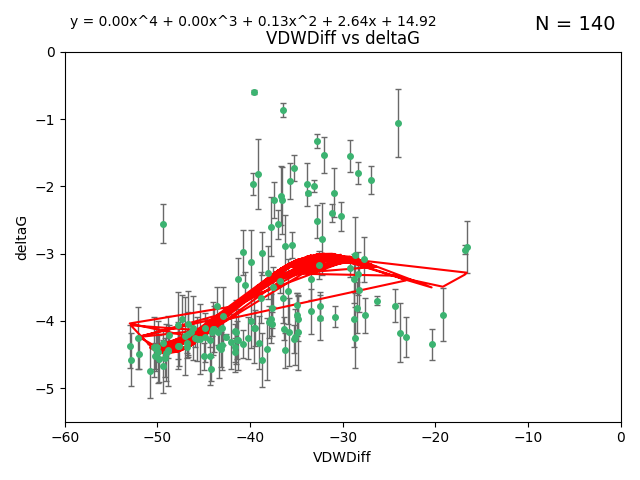 y = 0.00x^4 + 0.00x^3 + 0.13x^2 + 2.64x + 14.92
N = 140
VDWDiff vs deltaG
0
−1
−2
−3
−4
−5
deltaG
−60 −50 −40 −30 −20 −10 0
VDWDiff